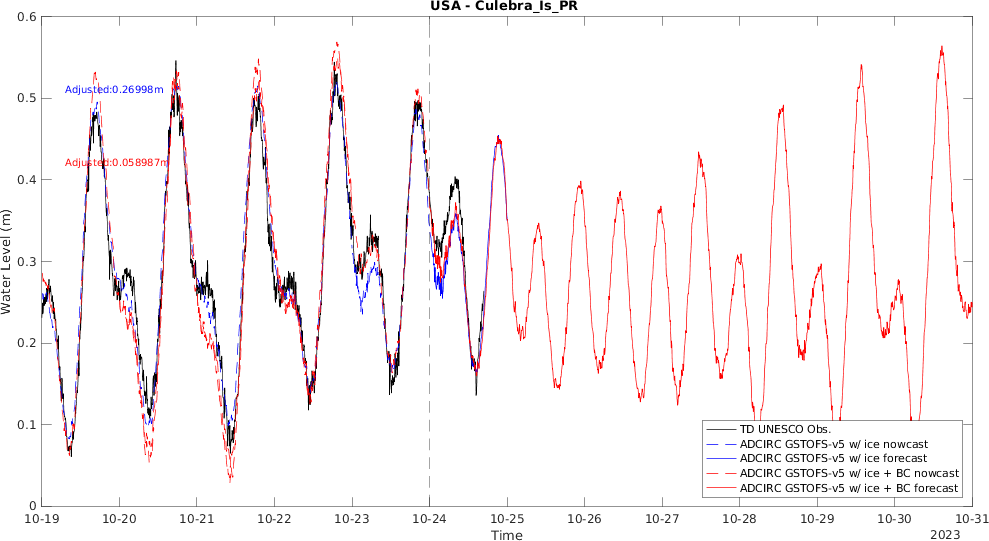 USA - Culebra_Is_PR
0.6
0.5
0.4
0.3
0.2
0.1
0
Water Level (m)
Adjusted:0.26998m
Adjusted:0.058987m
TD UNESCO Obs.
ADCIRC GSTOFS-v5 w/ ice nowcast
ADCIRC GSTOFS-v5 w/ ice forecast
ADCIRC GSTOFS-v5 w/ ice + BC nowcast
ADCIRC GSTOFS-v5 w/ ice + BC forecast
10-19 10-20 10-21 10-22 10-23 10-24 10-25 10-26 10-27 10-28 10-29 10-30 10-31
Time
2023